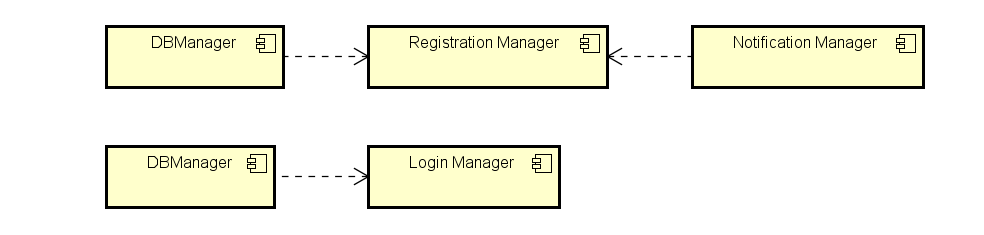 DBManager
Registration Manager
Notification Manager
DBManager
Login Manager